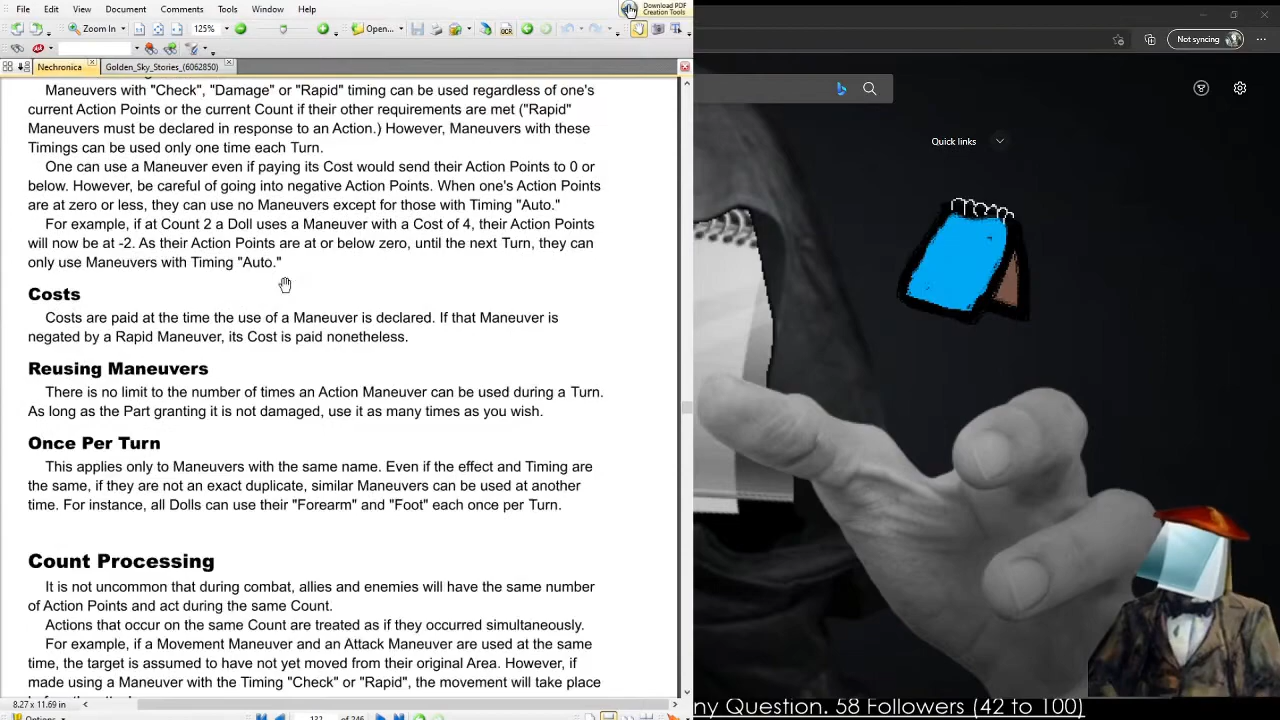 File Edit View Document Comments Tools Window Help
Download PDF
Creation Tools
Zoom In 125% Open... OCR
Nechronica Golden_Sky_Stories_(6062850)
Not syncing
Maneuvers with "Check", "Damage" or "Rapid" timing can be used regardless of one's
current Action Points or the current Count if their other requirements are met ("Rapid"
Maneuvers must be declared in response to an Action.) However, Maneuvers with these
Timings can be used only one time each Turn.
One can use a Maneuver even if paying its Cost would send their Action Points to 0 or
below. However, be careful of going into negative Action Points. When one's Action Points
are at zero or less, they can use no Maneuvers except for those with Timing "Auto."
For example, if at Count 2 a Doll uses a Maneuver with a Cost of 4, their Action Points
will now be at -2. As their Action Points are at or below zero, until the next Turn, they can
only use Maneuvers with Timing "Auto."
Costs
Costs are paid at the time the use of a Maneuver is declared. If that Maneuver is
negated by a Rapid Maneuver, its Cost is paid nonetheless.
Reusing Maneuvers
There is no limit to the number of times an Action Maneuver can be used during a Turn.
As long as the Part granting it is not damaged, use it as many times as you wish.
Once Per Turn
This applies only to Maneuvers with the same name. Even if the effect and Timing are
the same, if they are not an exact duplicate, similar Maneuvers can be used at another
time. For instance, all Dolls can use their "Forearm" and "Foot" each once per Turn.
Count Processing
It is not uncommon that during combat, allies and enemies will have the same number
of Action Points and act during the same Count.
Actions that occur on the same Count are treated as if they occurred simultaneously.
For example, if a Movement Maneuver and an Attack Maneuver are used at the same
time, the target is assumed to have not yet moved from their original Area. However, if
made using a Maneuver with the Timing "Check" or "Rapid", the movement will take place
8.27 x 11.69 in
Options
Quick links
ny Question. 58 Followers (42 to 100)